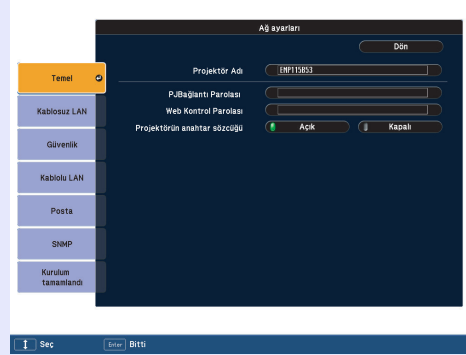 Ağ ayarları
Dön
Temel
Projektör Adı EMP115B53
PJBağlantı Parolası
Kablosuz LAN
Web Kontrol Parolası
Projektörün anahtar sözcüğü Açık Kapalı
Güvenlik
Kablolu LAN
Posta
SNMP
Kurulum
tamamlandı
Seç Enter Bitti